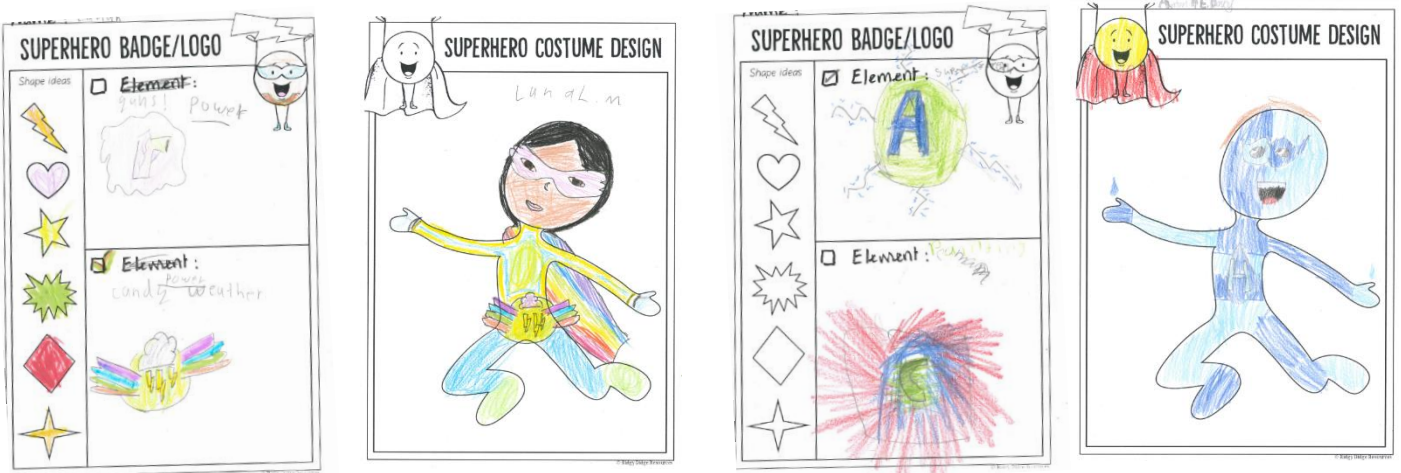 SUPERHERO BADGE/LOGO
Shape ideas
Element:
guns!
Power
Element:
Power
candy weather
SUPERHERO COSTUME DESIGN
SUPERHERO BADGE/LOGO
Shape ideas
Element:
A
Element:
SUPERHERO COSTUME DESIGN
A